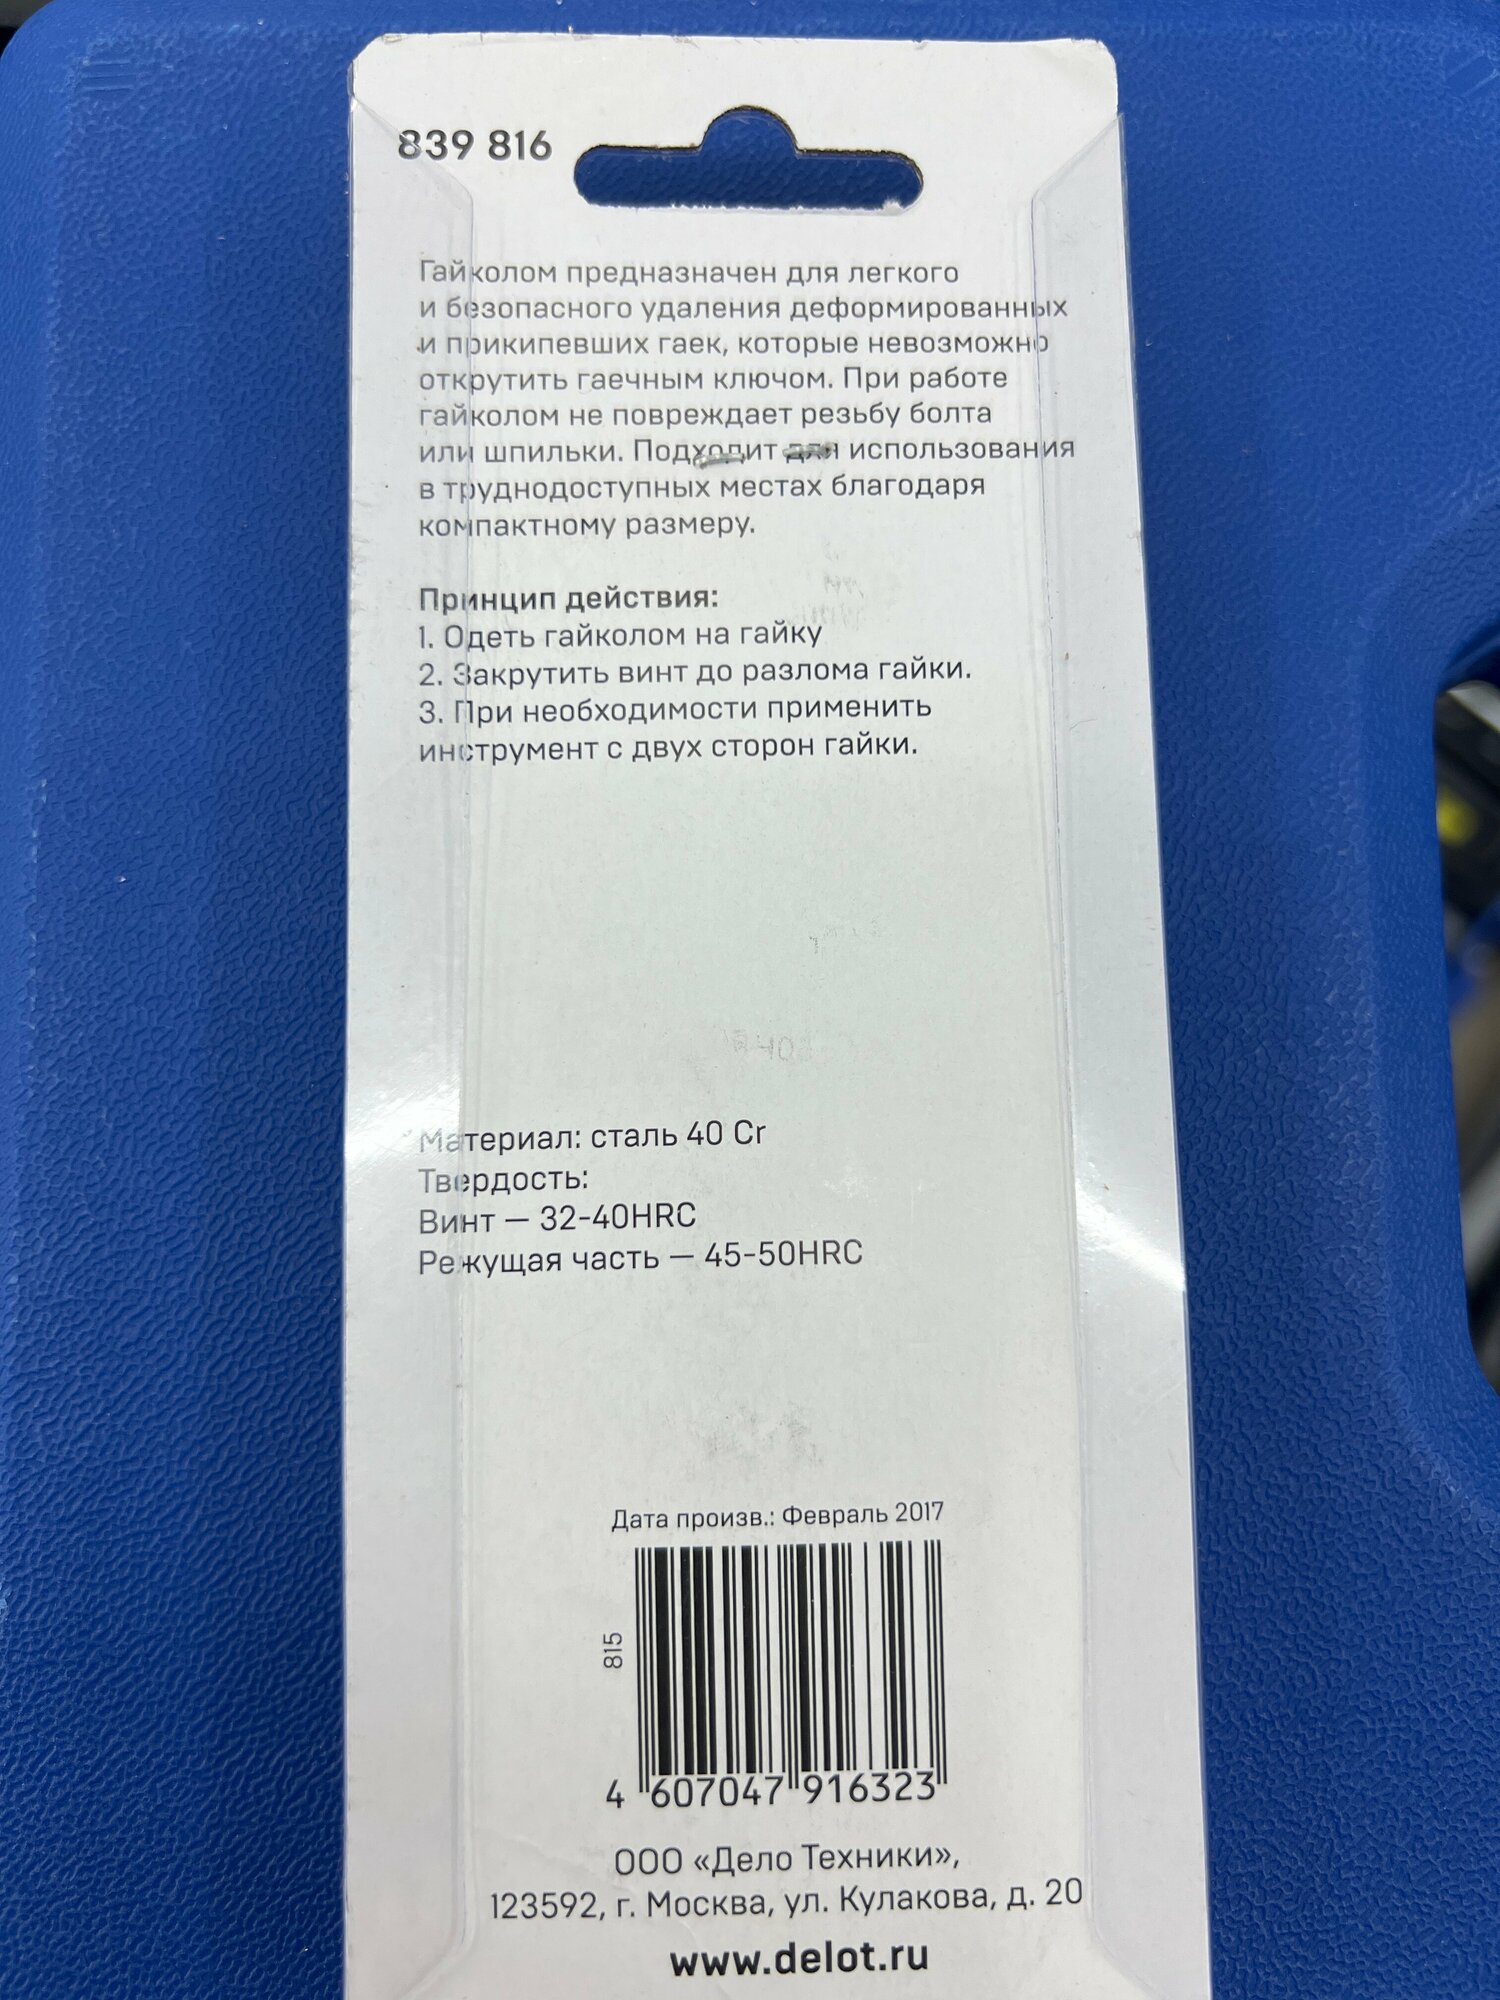 839 816
Гайколом предназначен для легкого
и безопасного удаления деформированных
и прикипевших гаек, которые невозможно
открутить гаечным ключом. При работе
гайколом не повреждает резьбу болта
или шпильки. Подходит для использования
в труднодоступных местах благодаря
компактному размеру.
Принцип действия:
1. Одеть гайколом на гайку
2. Закрутить винт до разлома гайки.
3. При необходимости применить
инструмент с двух сторон гайки.
Материал: сталь 40 Cr
Твердость:
Винт — 32-40HRC
Режущая часть — 45-50HRC
Дата произв.: Февраль 2017
815
4 607047 916323
ООО «Дело Техники»,
123592, г. Москва, ул. Кулакова, д. 20
www.delot.ru